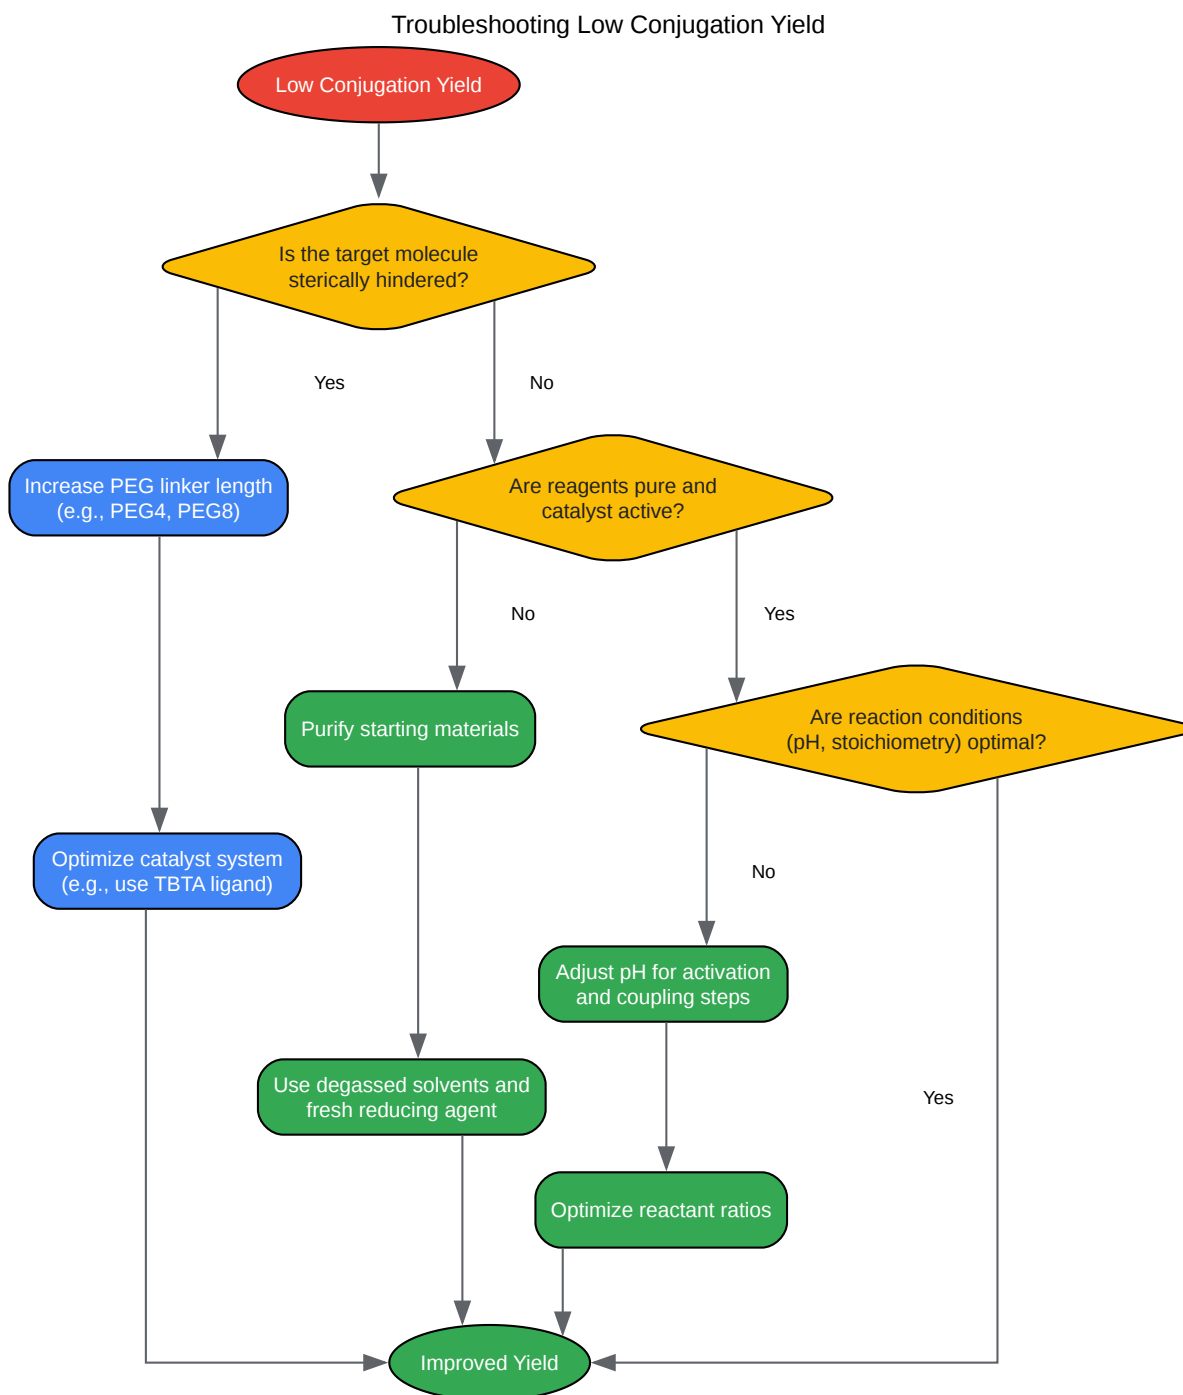 Troubleshooting Low Conjugation Yield
Low Conjugation Yield
Is the target molecule
sterically hindered?
Yes
No
Increase PEG linker length
(e.g., PEG4, PEG8)
Are reagents pure and
catalyst active?
No
Yes
Purify starting materials
Are reaction conditions
(pH, stoichiometry) optimal?
Optimize catalyst system
(e.g., use TBTA ligand)
No
Adjust pH for activation
and coupling steps
Use degassed solvents and
fresh reducing agent
Yes
Optimize reactant ratios
Improved Yield